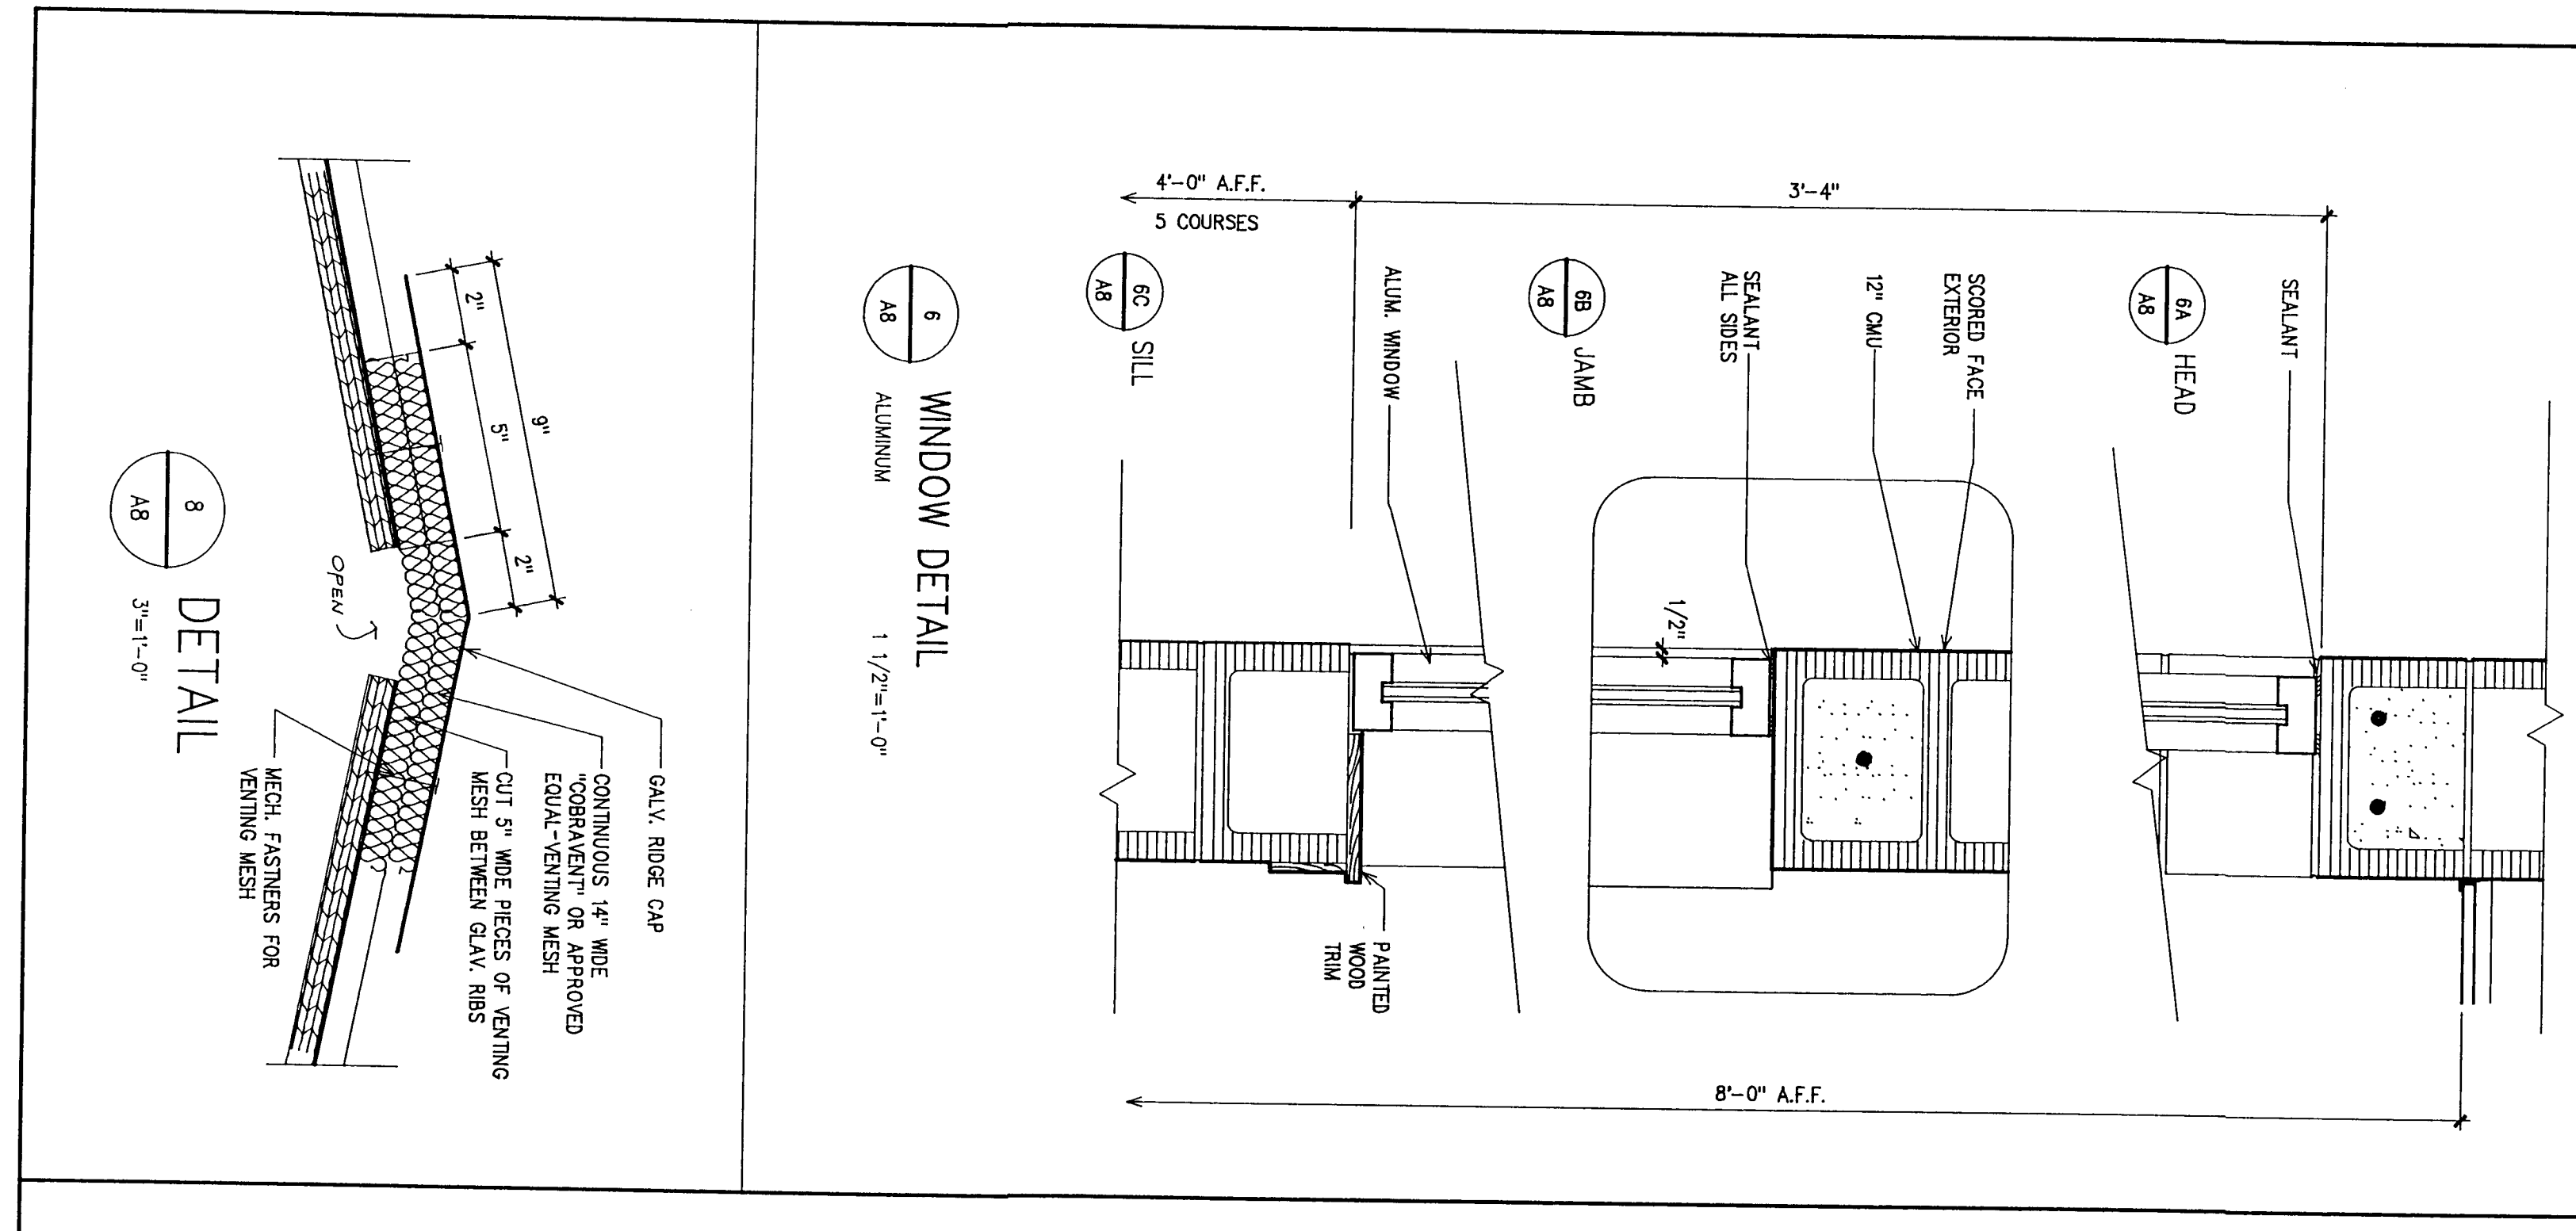 SEALANT
6A
A8
HEAD
3'-4"
SCORED FACE
EXTERIOR
12" CMU
SEALANT
ALL SIDES
1/2"
6B
A8
JAMB
ALUM. WINDOW
4'-0" A.F.F.
5 COURSES
6C
A8
SILL
PAINTED
WOOD
TRIM
8'-0" A.F.F.
6
A8
WINDOW DETAIL
ALUMINUM
1 1/2"=1'-0"
9"
2"
5"
2"
GALV. RIDGE CAP
CONTINUOUS 14" WIDE
"COBRAVENT" OR APPROVED
EQUAL-VENTING MESH
CUT 5" WIDE PIECES OF VENTING
MESH BETWEEN GLAV. RIBS
OPEN
MECH. FASTNERS FOR
VENTING MESH
8
A8
DETAIL
3"=1'-0"